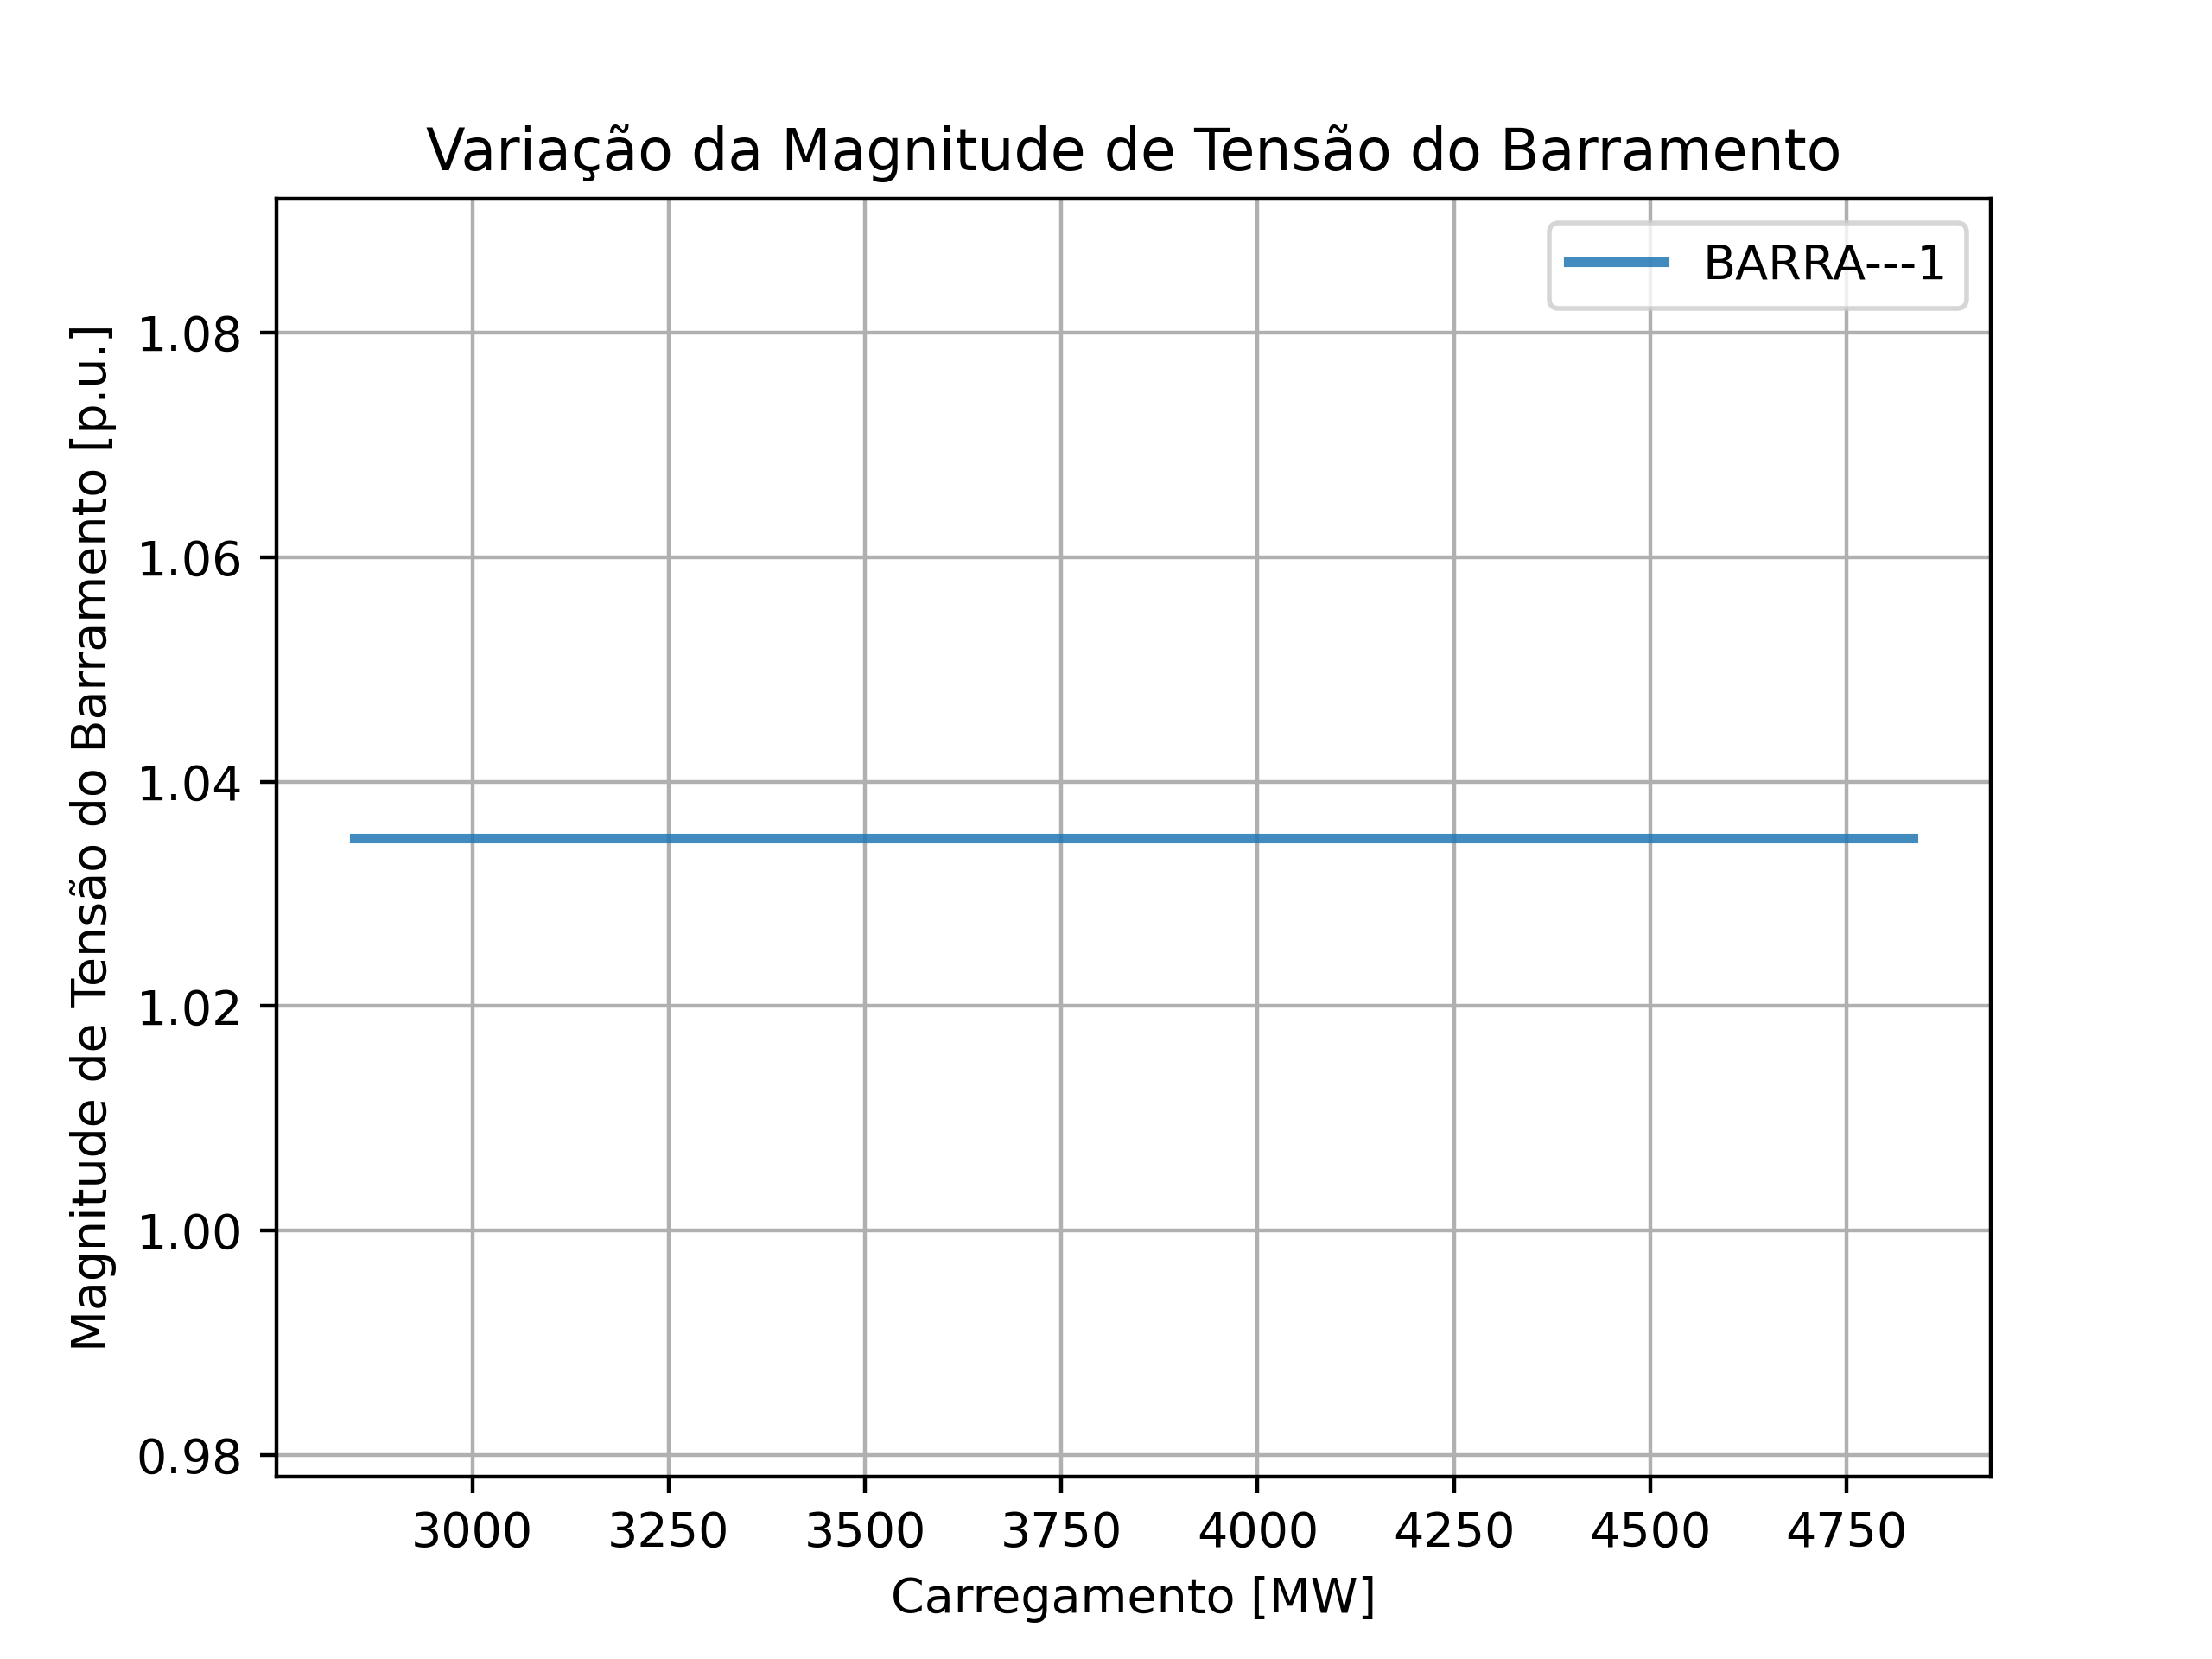 Variação da Magnitude de Tensão do Barramento
BARRA---1
Magnitude de Tensão do Barramento [p.u.]
1.08
1.06
1.04
1.02
1.00
0.98
3000 3250 3500 3750 4000 4250 4500 4750
Carregamento [MW]